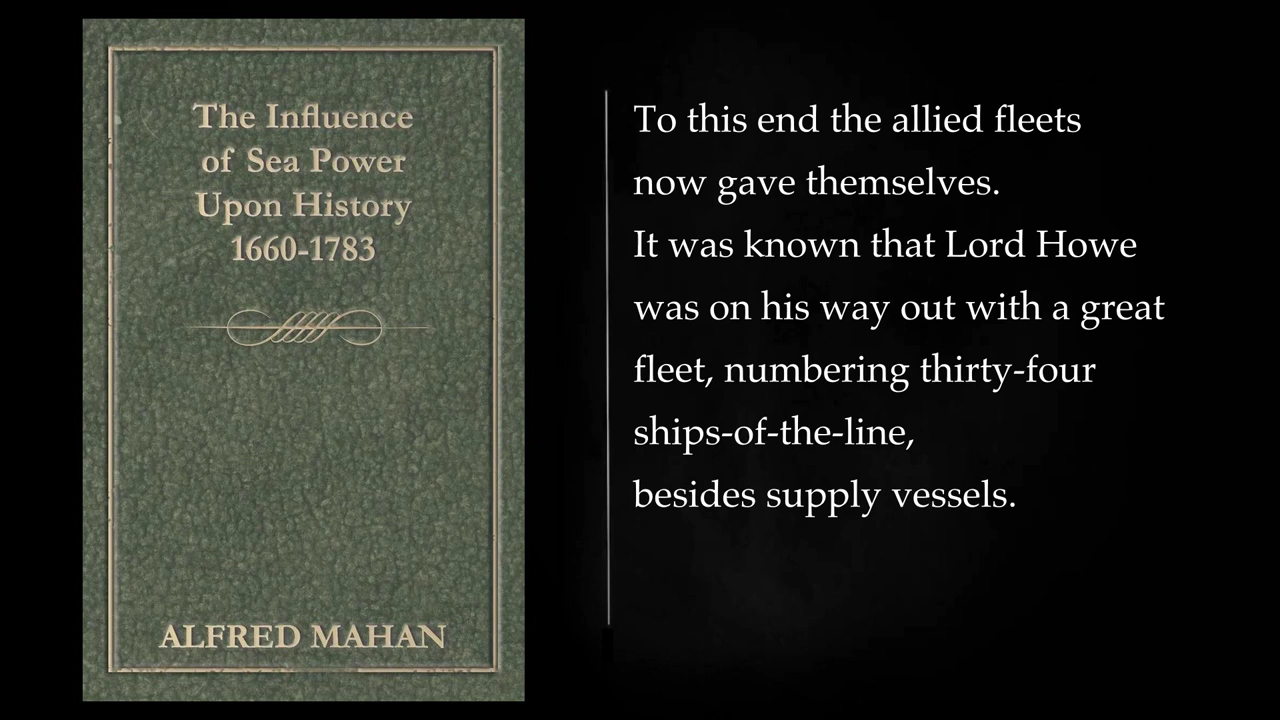 The Influence
of Sea Power
Upon History
1660-1783
ALFRED MAHAN
To this end the allied fleets
now gave themselves.
It was known that Lord Howe
was on his way out with a great
fleet, numbering thirty-four
ships-of-the-line,
besides supply vessels.